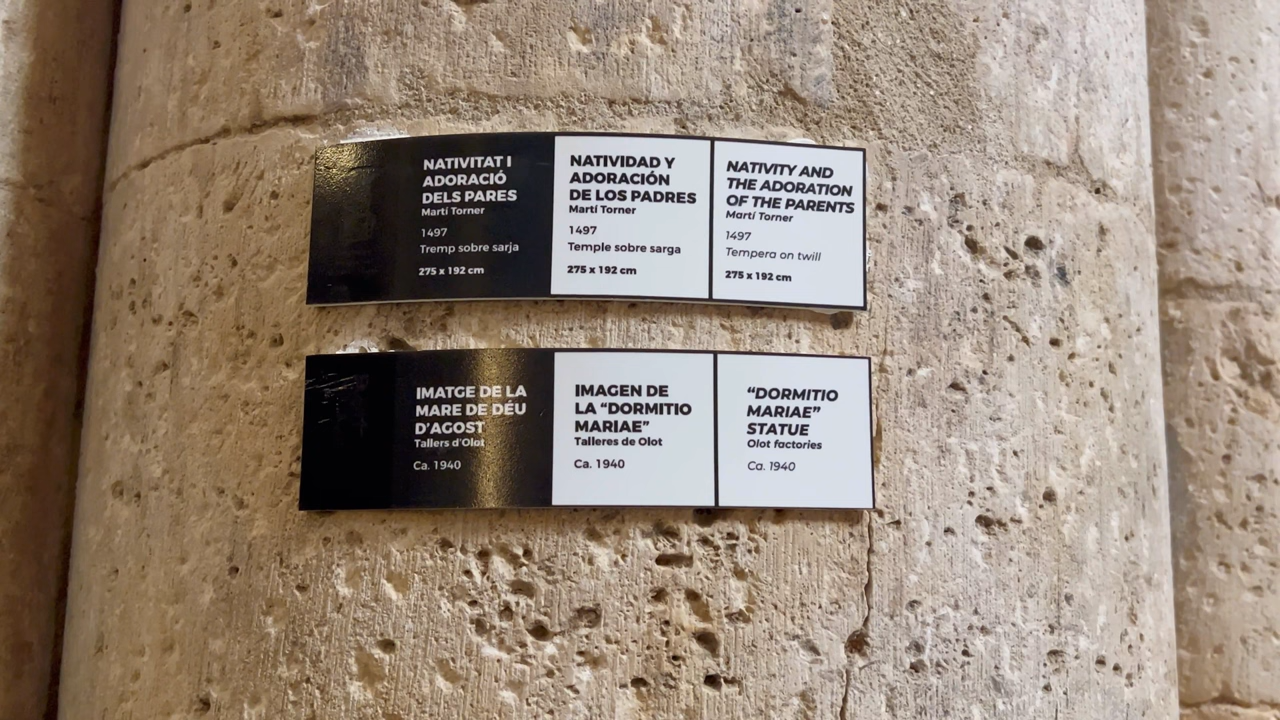 NATIVITAT I
ADORACIÓ
DELS PARES
Martí Torner
1497
Tremp sobre sarja
275 x 192 cm
NATIVIDAD Y
ADORACIÓN
DE LOS PADRES
Martí Torner
1497
Temple sobre sarga
275 x 192 cm
NATIVITY AND
THE ADORATION
OF THE PARENTS
Martí Torner
1497
Tempera on twill
275 x 192 cm
IMATGE DE LA
MARE DE DÉU
D'AGOST
Tallers d'Olot
Ca. 1940
IMAGEN DE
LA “DORMITIO
MARIAE”
Talleres de Olot
Ca. 1940
“DORMITIO
MARIAE”
STATUE
Olot factories
Ca. 1940